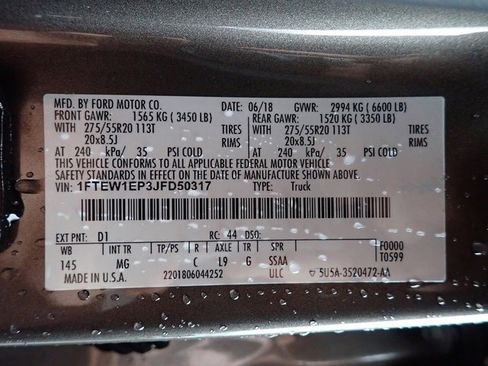 MFD. BY FORD MOTOR CO. DATE: 06/18 GVWR: 2994 KG ( 6600 LB)
FRONT GAWR: 1565 KG ( 3450 LB) REAR GAWR: 1520 KG ( 3350 LB)
WITH 275/55R20 113T TIRES WITH 275/55R20 113T TIRES
20x8.5J RIMS 20x8.5J RIMS
AT 240 kPa/ 35 PSI COLD AT 240 kPa/ 35 PSI COLD
THIS VEHICLE CONFORMS TO ALL APPLICABLE FEDERAL MOTOR VEHICLE
SAFETY STANDARDS IN EFFECT ON THE DATE OF MANUFACTURE SHOWN ABOVE.
VIN: 1FTEW1EP3JFD50317 TYPE: Truck
EXT PNT: D1 RC: 44 DSO:
WB INT TR TP/PS R AXLE TR SPR F0000
145 MG C L9 G SSAA T0599
MADE IN U.S.A. 2201806044252 ULC 5U5A-3520472-AA